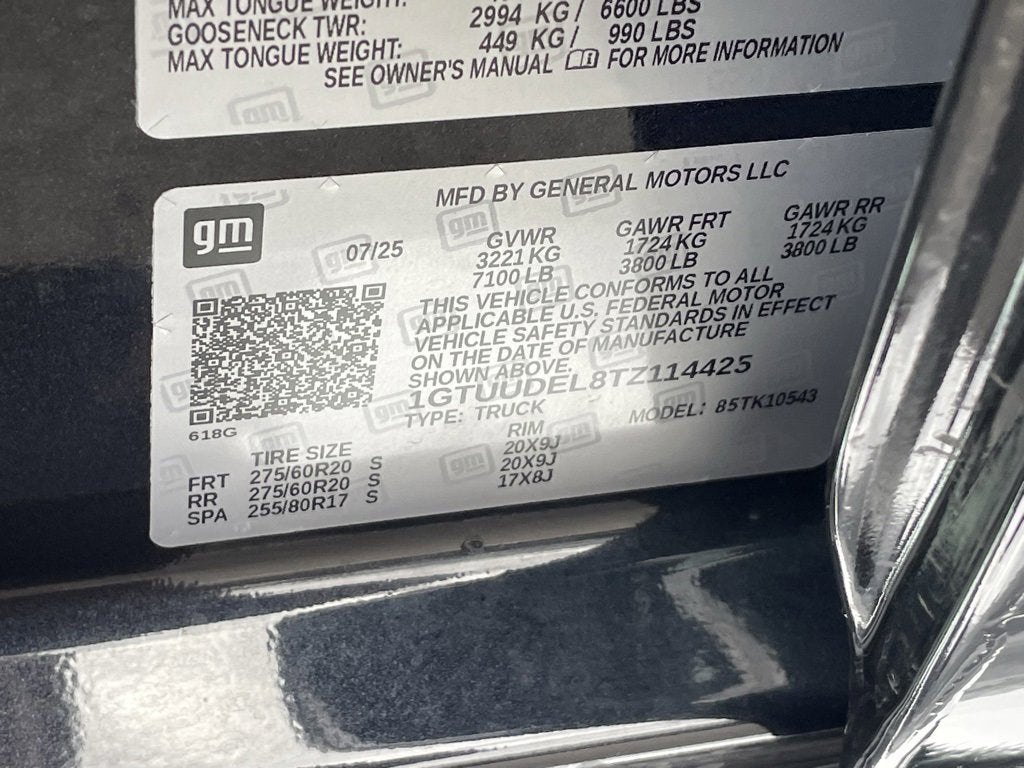 MAX TONGUE WEIGHT:
GOOSENECK TWR: 2994 KG / 6600 LBS
MAX TONGUE WEIGHT: 449 KG / 990 LBS
SEE OWNER'S MANUAL FOR MORE INFORMATION
MFD BY GENERAL MOTORS LLC
gm
07/25
GVWR GAWR FRT GAWR RR
3221 KG 1724 KG 1724 KG
7100 LB 3800 LB 3800 LB
THIS VEHICLE CONFORMS TO ALL
APPLICABLE U.S. FEDERAL MOTOR
VEHICLE SAFETY STANDARDS IN EFFECT
ON THE DATE OF MANUFACTURE
SHOWN ABOVE.
1GTUUDEL8TZ114425
TYPE: TRUCK MODEL: 85TK10543
618G
TIRE SIZE RIM
FRT 275/60R20 S 20X9J
RR 275/60R20 S 20X9J
SPA 255/80R17 S 17X8J